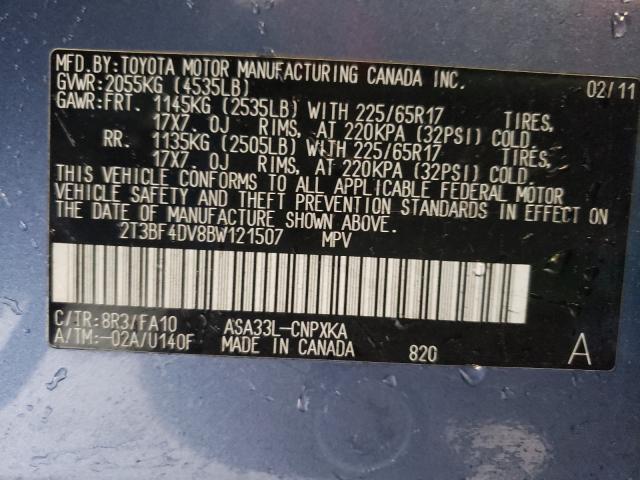 MFD.BY:TOYOTA MOTOR MANUFACTURING CANADA INC.
GVWR:2055KG (4535LB) 02/11
GAWR:FRT. 1145KG (2535LB) WITH 225/65R17 TIRES,
17X7.0J RIMS, AT 220KPA (32PSI) COLD
RR. 1135KG (2505LB) WITH 225/65R17 TIRES,
17X7.0J RIMS, AT 220KPA (32PSI) COLD
THIS VEHICLE CONFORMS TO ALL APPLICABLE FEDERAL MOTOR
VEHICLE SAFETY AND THEFT PREVENTION STANDARDS IN EFFECT ON
THE DATE OF MANUFACTURE SHOWN ABOVE.
2T3BF4DV8BW121507 MPV
C/TR:8R3/FA10 ASA33L-CNPXKA
A/TM:-02A/U140F MADE IN CANADA 820 A